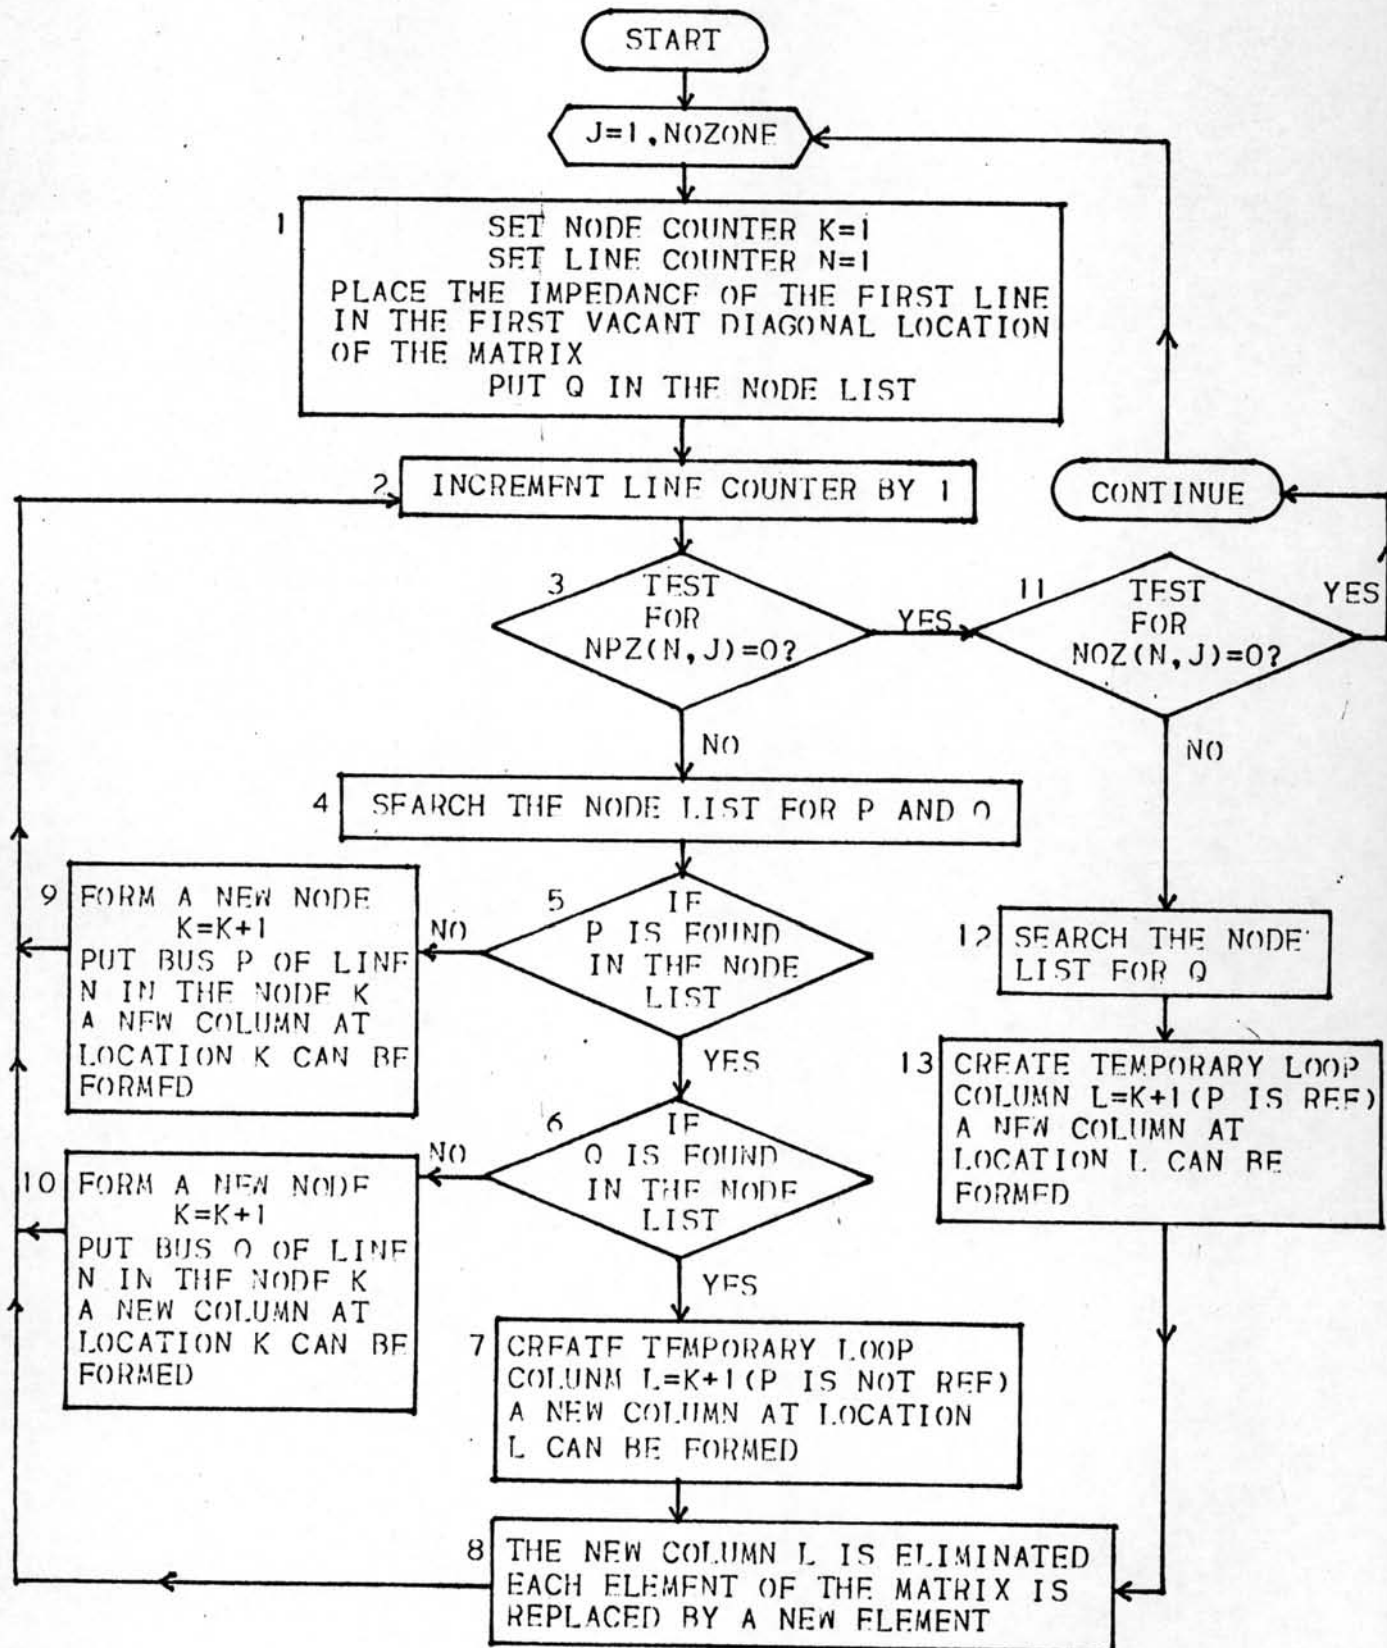 START
J=1,NOZONE
1
SET NODE COUNTER K=1
SET LINE COUNTER N=1
PLACE THE IMPEDANCE OF THE FIRST LINE
IN THE FIRST VACANT DIAGONAL LOCATION
OF THE MATRIX
PUT Q IN THE NODE LIST
2
INCREMENT LINE COUNTER BY 1
CONTINUE
3
TEST
FOR
NPZ(N,J)=0?
YES
11
TEST
FOR
NQZ(N,J)=0?
YES
NO
NO
4
SEARCH THE NODE LIST FOR P AND Q
5
IF
P IS FOUND
IN THE NODE
LIST
NO
YES
9
FORM A NEW NODE
K=K+1
PUT BUS P OF LINE
N IN THE NODE K
A NEW COLUMN AT
LOCATION K CAN BE
FORMED
12
SEARCH THE NODE
LIST FOR Q
13
CREATE TEMPORARY LOOP
COLUMN L=K+1(P IS REF)
A NEW COLUMN AT
LOCATION L CAN BE
FORMED
6
IF
Q IS FOUND
IN THE NODE
LIST
NO
YES
10
FORM A NEW NODE
K=K+1
PUT BUS Q OF LINE
N IN THE NODE K
A NEW COLUMN AT
LOCATION K CAN BE
FORMED
7
CREATE TEMPORARY LOOP
COLUNM L=K+1(P IS NOT REF)
A NEW COLUMN AT LOCATION
L CAN BE FORMED
8
THE NEW COLUMN L IS ELIMINATED
EACH ELEMENT OF THE MATRIX IS
REPLACED BY A NEW ELEMENT